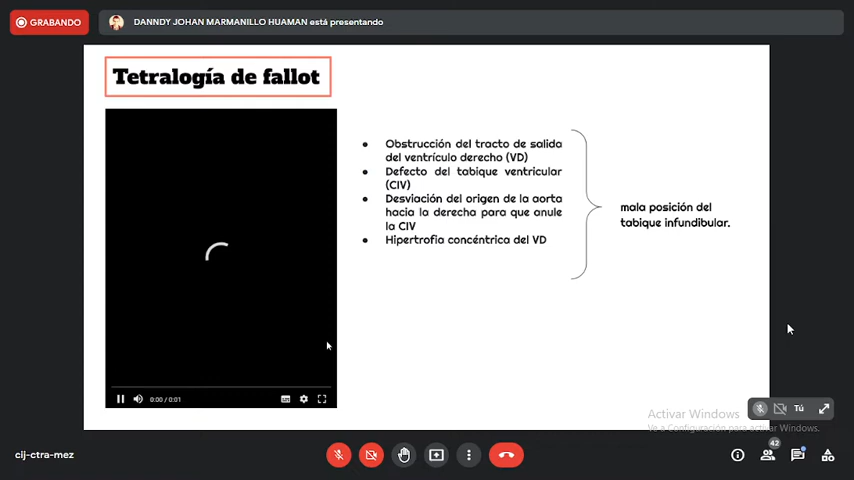 GRABANDO
DANNDY JOHAN MARMANILLO HUAMAN está presentando
Tetralogía de fallot
Obstrucción del tracto de salida
del ventrículo derecho (VD)
Defecto del tabique ventricular
(CIV)
Desviación del origen de la aorta
hacia la derecha para que anule
la CIV
Hipertrofia concéntrica del VD
mala posición del
tabique infundibular.
0:00 / 0:01
Tú
Activar Windows
Ve a Configuración para activar Windows.
cij-ctra-mez
42